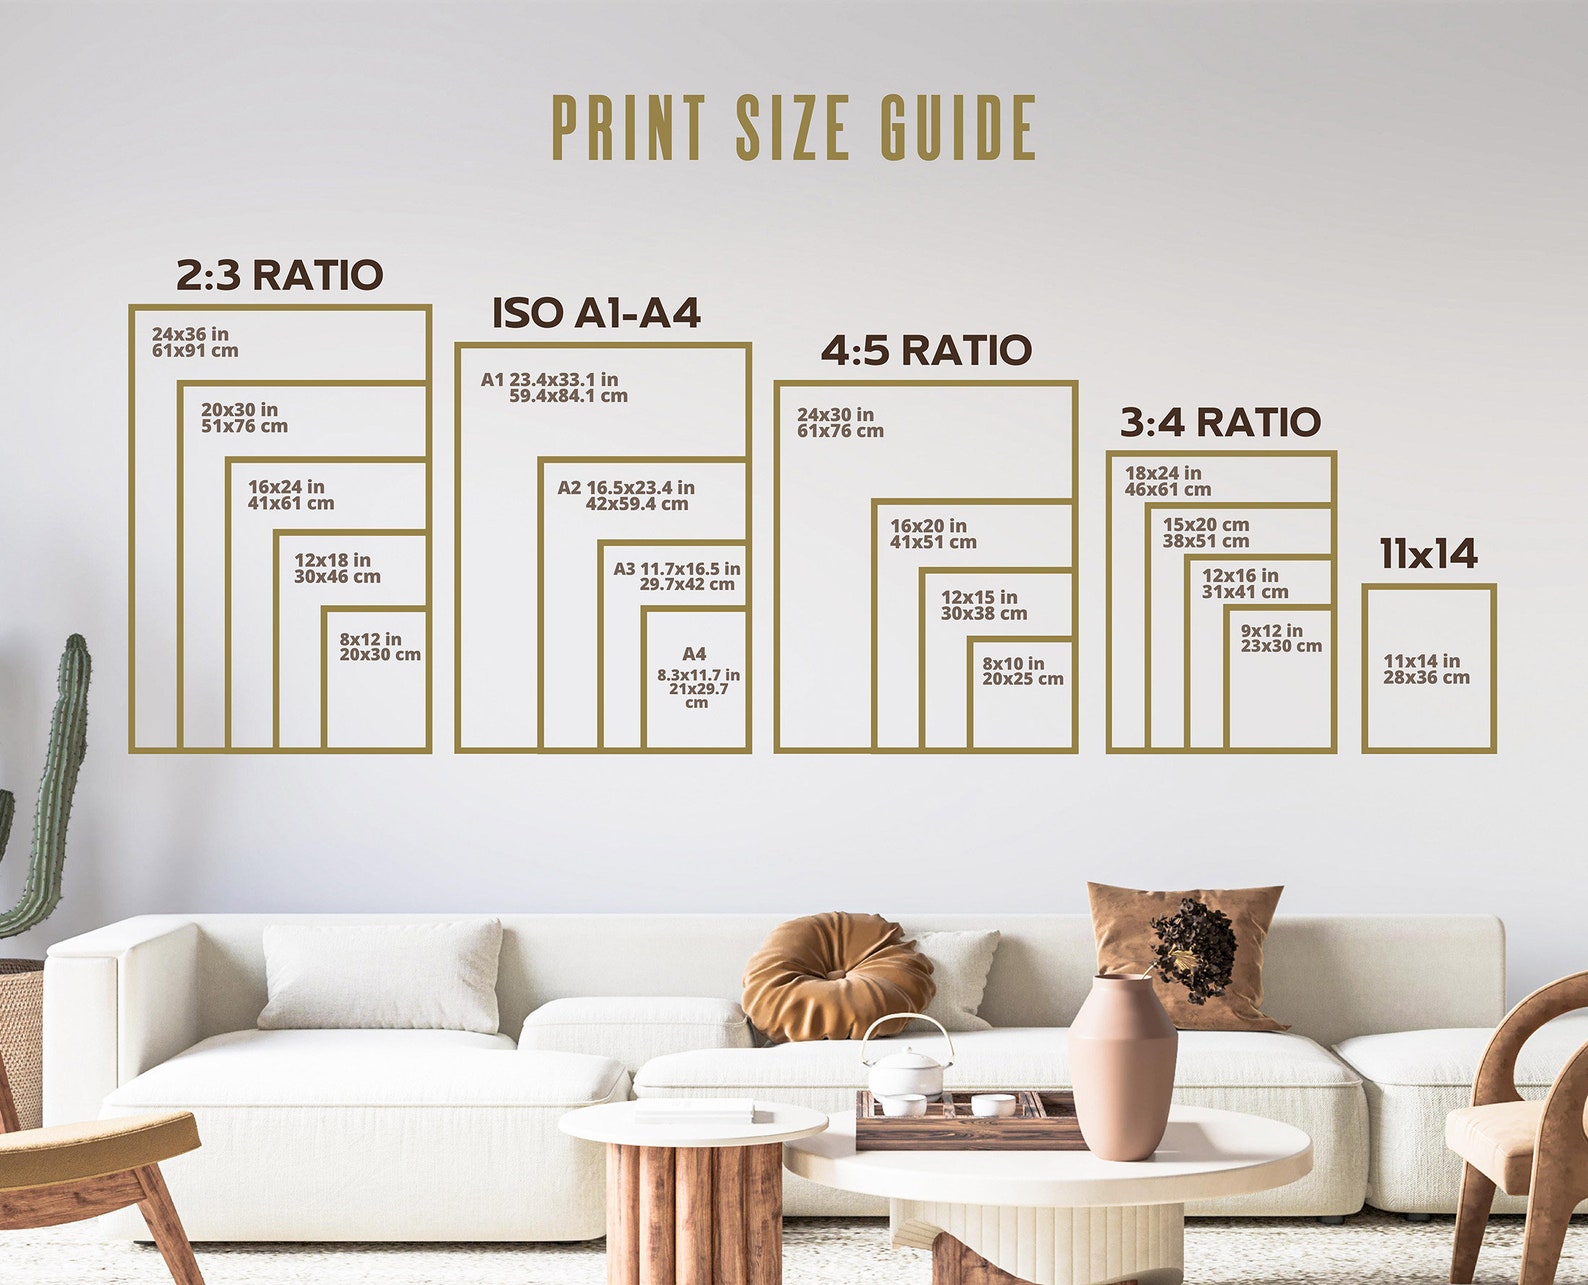 PRINT SIZE GUIDE
2:3 RATIO
24x36 in
61x91 cm
20x30 in
51x76 cm
16x24 in
41x61 cm
12x18 in
30x46 cm
8x12 in
20x30 cm
ISO A1-A4
A1 23.4x33.1 in
59.4x84.1 cm
A2 16.5x23.4 in
42x59.4 cm
A3 11.7x16.5 in
29.7x42 cm
A4
8.3x11.7 in
21x29.7
cm
4:5 RATIO
24x30 in
61x76 cm
16x20 in
41x51 cm
12x15 in
30x38 cm
8x10 in
20x25 cm
3:4 RATIO
18x24 in
46x61 cm
15x20 cm
38x51 cm
12x16 in
31x41 cm
9x12 in
23x30 cm
11x14
11x14 in
28x36 cm